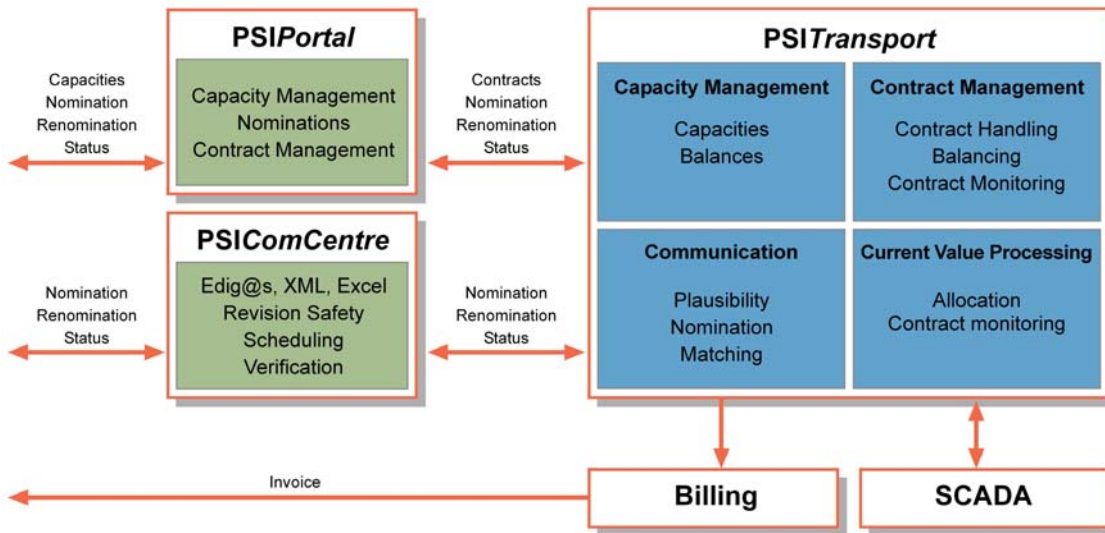 PSIPortal
Capacity Management
Nominations
Contract Management
Capacities
Nomination
Renomination
Status
Contracts
Nomination
Renomination
Status
PSIComCentre
Edig@s, XML, Excel
Revision Safety
Scheduling
Verification
Nomination
Renomination
Status
Nomination
Renomination
Status
PSITransport
Capacity Management
Capacities
Balances
Contract Management
Contract Handling
Balancing
Contract Monitoring
Communication
Plausibility
Nomination
Matching
Current Value Processing
Allocation
Contract monitoring
Invoice
Billing
SCADA